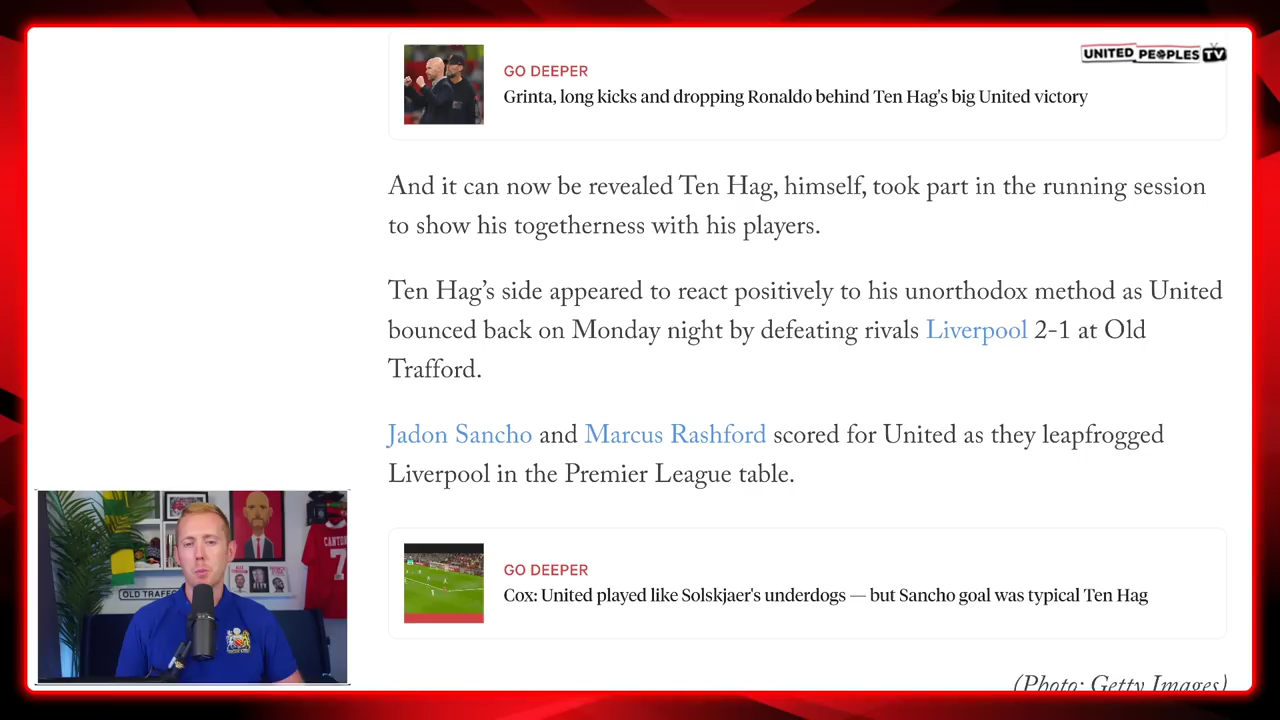 UNITED PEOPLES TV
GO DEEPER
Grinta, long kicks and dropping Ronaldo behind Ten Hag's big United victory
And it can now be revealed Ten Hag, himself, took part in the running session
to show his togetherness with his players.
Ten Hag’s side appeared to react positively to his unorthodox method as United
bounced back on Monday night by defeating rivals Liverpool 2-1 at Old
Trafford.
Jadon Sancho and Marcus Rashford scored for United as they leapfrogged
Liverpool in the Premier League table.
GO DEEPER
Cox: United played like Solskjaer's underdogs — but Sancho goal was typical Ten Hag
(Photo: Getty Images)
OLD TRAFFO
CANTO
7